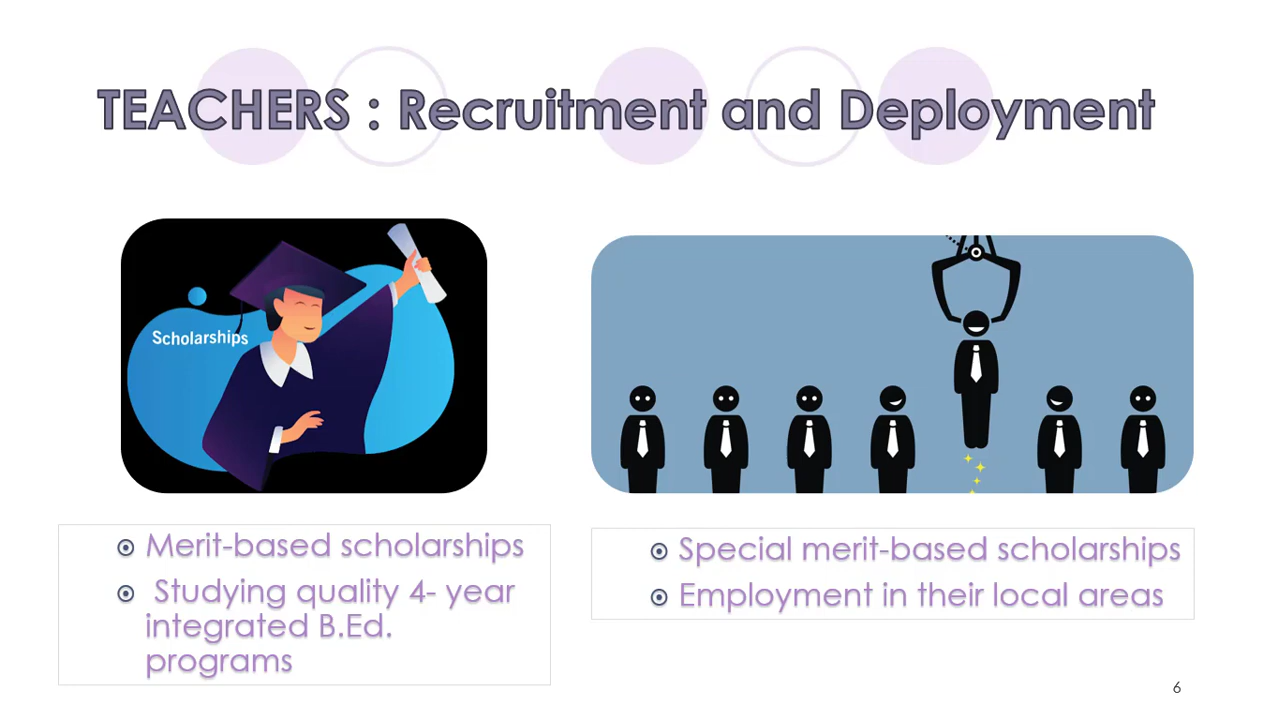 TEACHERS : Recruitment and Deployment
Scholarships
Merit-based scholarships
Studying quality 4- year
integrated B.Ed.
programs
Special merit-based scholarships
Employment in their local areas
6